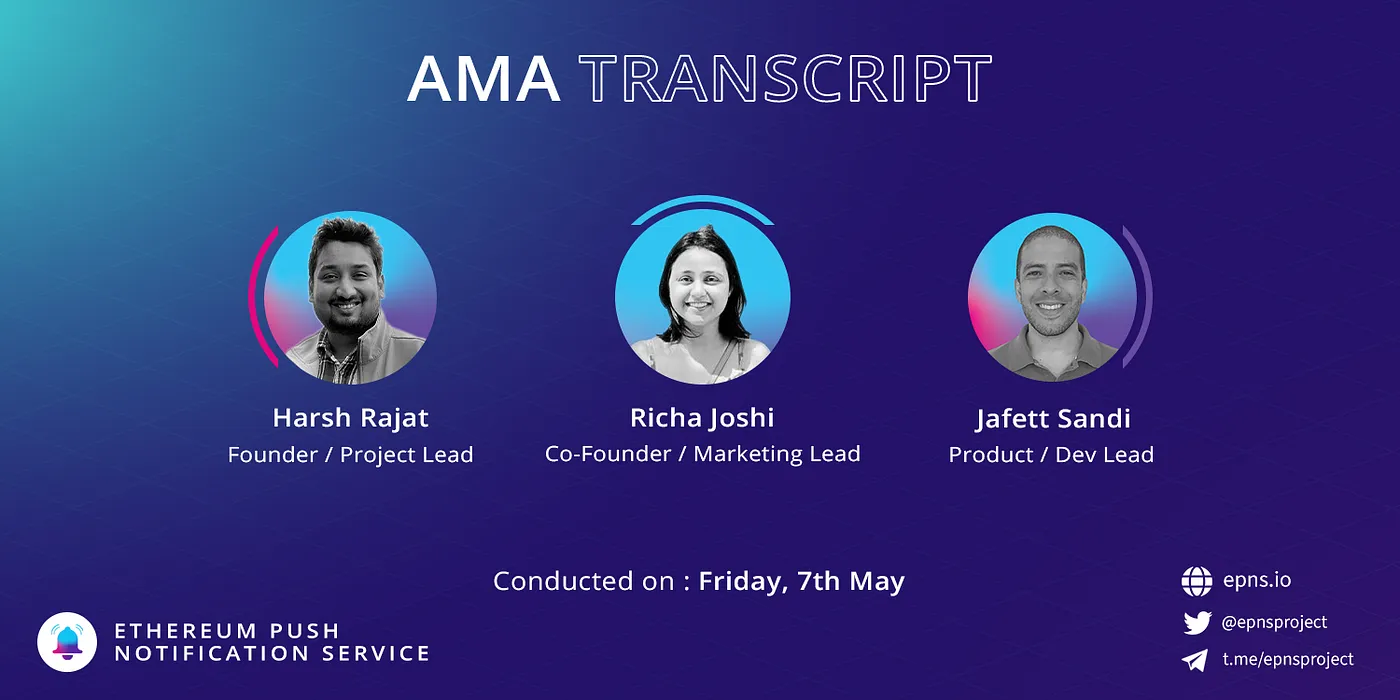 AMA TRANSCRIPT
Harsh Rajat
Founder / Project Lead
Richa Joshi
Co-Founder / Marketing Lead
Jafett Sandi
Product / Dev Lead
Conducted on : Friday, 7th May
ETHEREUM PUSH
NOTIFICATION SERVICE
epns.io
@epnsproject
t.me/epnsproject